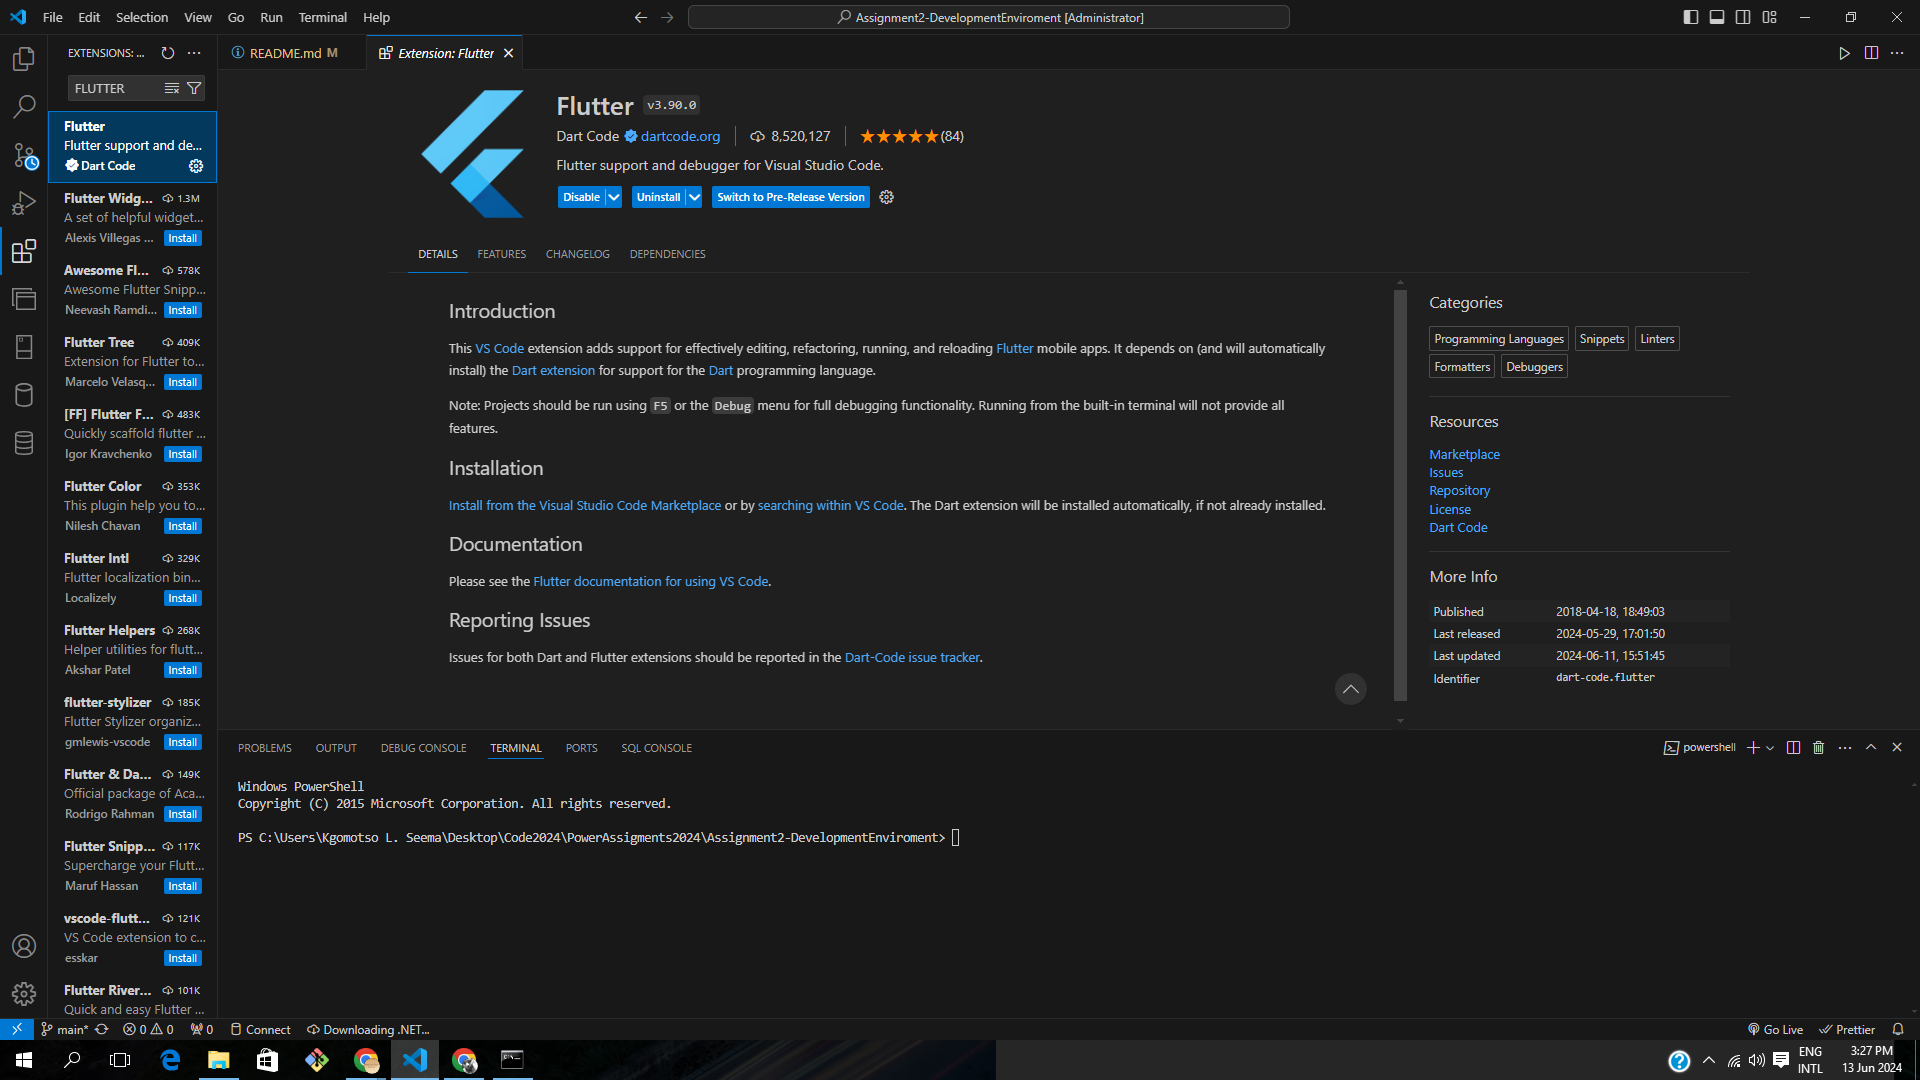 File Edit Selection View Go Run Terminal Help
Assignment2-DevelopmentEnviroment [Administrator]
EXTENSIONS: ...
README.md M
Extension: Flutter
FLUTTER
Flutter
Flutter support and de...
Dart Code
Flutter Widg... 1.3M
A set of helpful widget...
Alexis Villegas ... Install
Awesome Fl... 578K
Awesome Flutter Snipp...
Neevash Ramdi... Install
Flutter Tree 409K
Extension for Flutter to...
Marcelo Velasq... Install
[FF] Flutter F... 483K
Quickly scaffold flutter ...
Igor Kravchenko Install
Flutter Color 353K
This plugin help you to...
Nilesh Chavan Install
Flutter Intl 329K
Flutter localization bin...
Localizely Install
Flutter Helpers 268K
Helper utilities for flutt...
Akshar Patel Install
flutter-stylizer 185K
Flutter Stylizer organiz...
gmlewis-vscode Install
Flutter & Da... 149K
Official package of Aca...
Rodrigo Rahman Install
Flutter Snipp... 117K
Supercharge your Flutt...
Maruf Hassan Install
vscode-flutt... 121K
VS Code extension to c...
esskar Install
Flutter River... 101K
Quick and easy Flutter ...
Flutter v3.90.0
Dart Code dartcode.org 8,520,127 (84)
Flutter support and debugger for Visual Studio Code.
Disable Uninstall Switch to Pre-Release Version
DETAILS FEATURES CHANGELOG DEPENDENCIES
Introduction
This VS Code extension adds support for effectively editing, refactoring, running, and reloading Flutter mobile apps. It depends on (and will automatically
install) the Dart extension for support for the Dart programming language.
Note: Projects should be run using F5 or the Debug menu for full debugging functionality. Running from the built-in terminal will not provide all
features.
Installation
Install from the Visual Studio Code Marketplace or by searching within VS Code. The Dart extension will be installed automatically, if not already installed.
Documentation
Please see the Flutter documentation for using VS Code.
Reporting Issues
Issues for both Dart and Flutter extensions should be reported in the Dart-Code issue tracker.
Categories
Programming Languages Snippets Linters
Formatters Debuggers
Resources
Marketplace
Issues
Repository
License
Dart Code
More Info
Published 2018-04-18, 18:49:03
Last released 2024-05-29, 17:01:50
Last updated 2024-06-11, 15:51:45
Identifier dart-code.flutter
PROBLEMS OUTPUT DEBUG CONSOLE TERMINAL PORTS SQL CONSOLE
powershell
Windows PowerShell
Copyright (C) 2015 Microsoft Corporation. All rights reserved.
PS C:\Users\Kgomotso L. Seema\Desktop\Code2024\PowerAssigments2024\Assignment2-DevelopmentEnviroment>
main* 0 0 0 Connect Downloading .NET...
Go Live Prettier
ENG
INTL
3:27 PM
13 Jun 2024